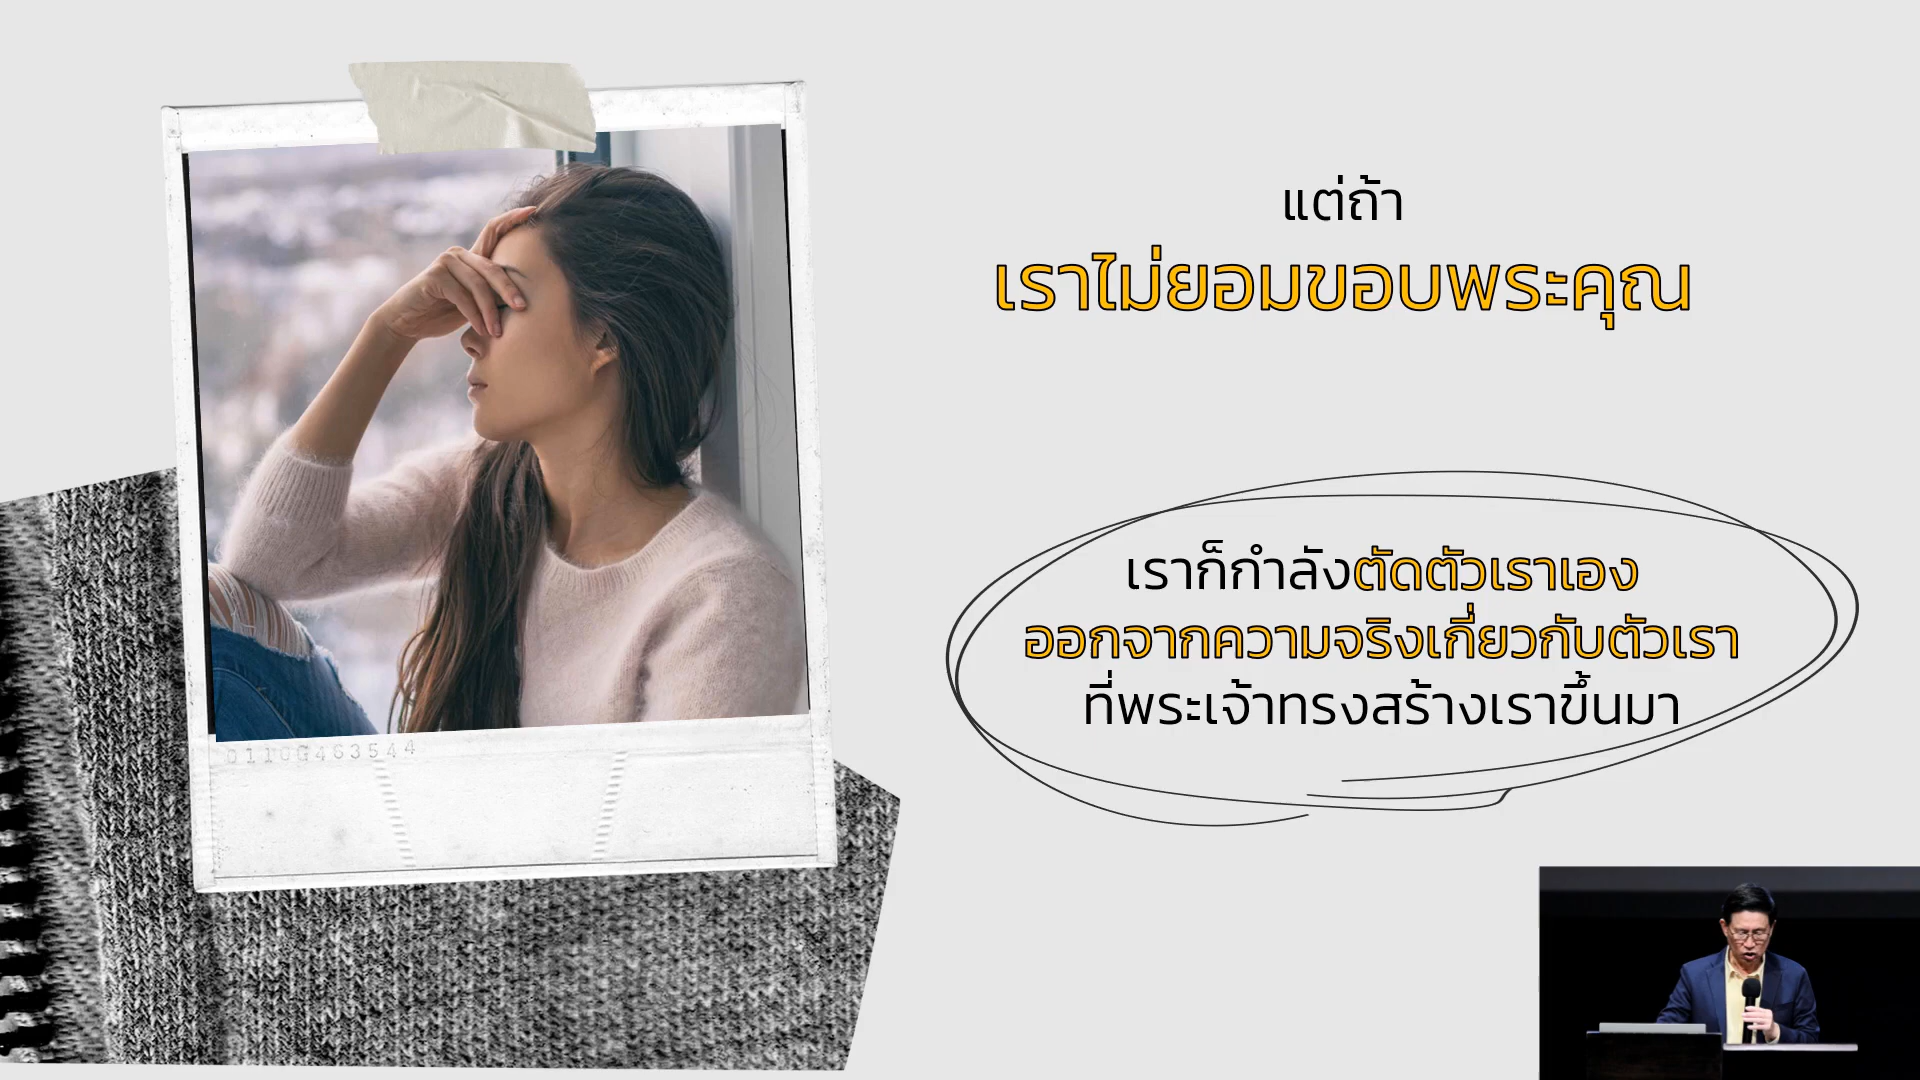 แต่ถ้า
เราไม่ยอมขอบพระคุณ
เราก็กำลังตัดตัวเราเอง
ออกจากความจริงเกี่ยวกับตัวเรา
ที่พระเจ้าทรงสร้างเราขึ้นมา
0110G463544